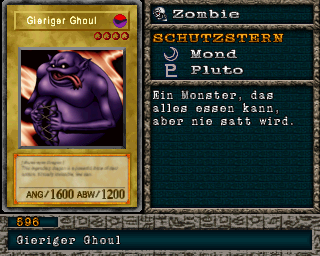 Gieriger Ghoul
ANG/1600 ABW/1200
Zombie
SCHUTZSTERN
Mond
Pluto
Ein Monster, das
alles essen kann,
aber nie satt wird.
596
Gieriger Ghoul